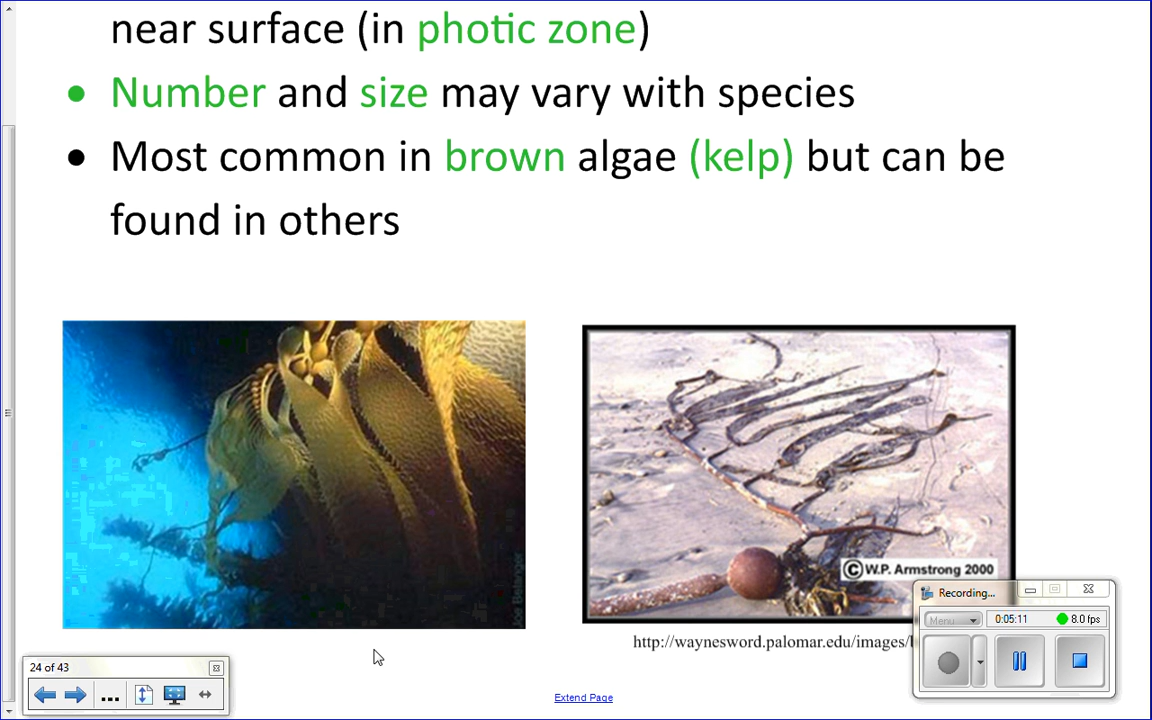 near surface (in photic zone)
• Number and size may vary with species
• Most common in brown algae (kelp) but can be
found in others
©W.P. Armstrong 2000
Recording...
Menu
0:05:11
8.0 fps
http://waynesword.palomar.edu/images/
24 of 43
Extend Page